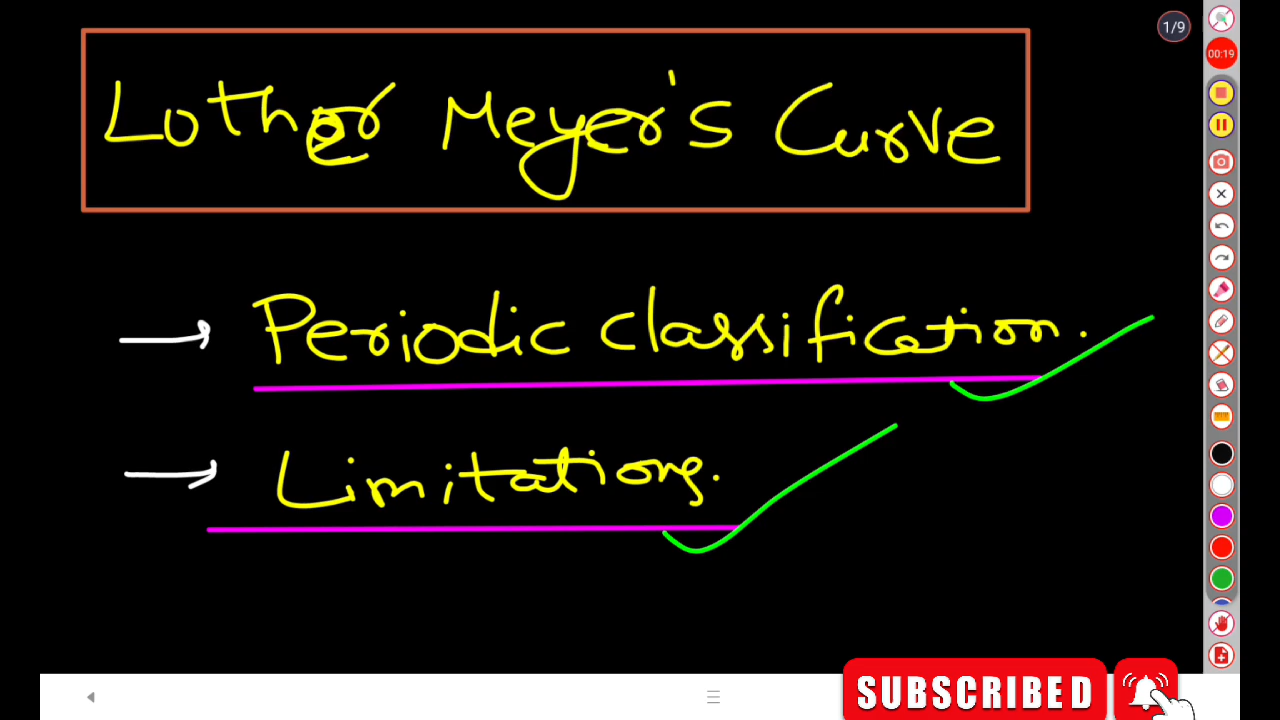 1/9
00:19
Lother Meyer's Curve
→ Periodic classification.
→ Limitations.
SUBSCRIBED